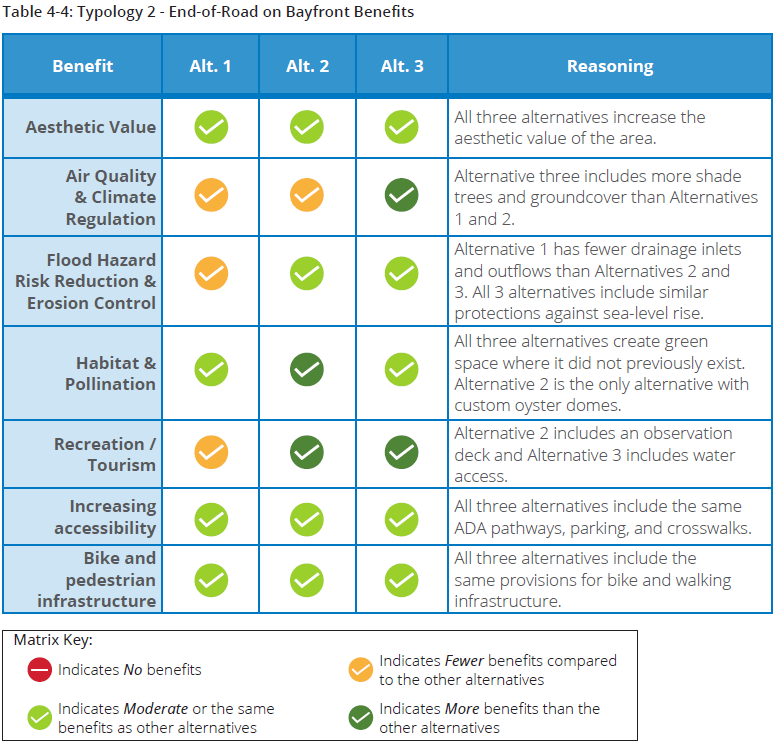 Table 4-4: Typology 2 - End-of-Road on Bayfront Benefits
Benefit Alt. 1 Alt. 2 Alt. 3 Reasoning
Aesthetic Value
All three alternatives increase the
aesthetic value of the area.
Air Quality
& Climate
Regulation
Alternative three includes more shade
trees and groundcover than Alternatives
1 and 2.
Flood Hazard
Risk Reduction &
Erosion Control
Alternative 1 has fewer drainage inlets
and outflows than Alternatives 2 and
3. All 3 alternatives include similar
protections against sea-level rise.
Habitat &
Pollination
All three alternatives create green
space where it did not previously exist.
Alternative 2 is the only alternative with
custom oyster domes.
Recreation /
Tourism
Alternative 2 includes an observation
deck and Alternative 3 includes water
access.
Increasing
accessibility
All three alternatives include the same
ADA pathways, parking, and crosswalks.
Bike and
pedestrian
infrastructure
All three alternatives include the
same provisions for bike and walking
infrastructure.
Matrix Key:
Indicates No benefits
Indicates Fewer benefits compared
to the other alternatives
Indicates Moderate or the same
benefits as other alternatives
Indicates More benefits than the
other alternatives